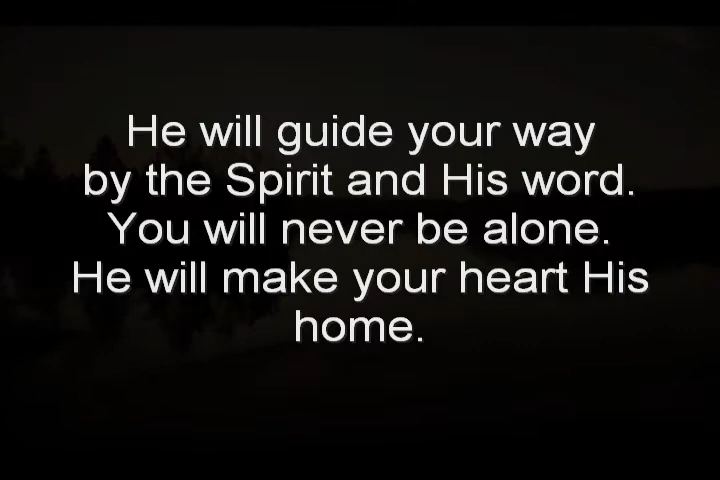 He will guide your way
by the Spirit and His word.
You will never be alone.
He will make your heart His
home.